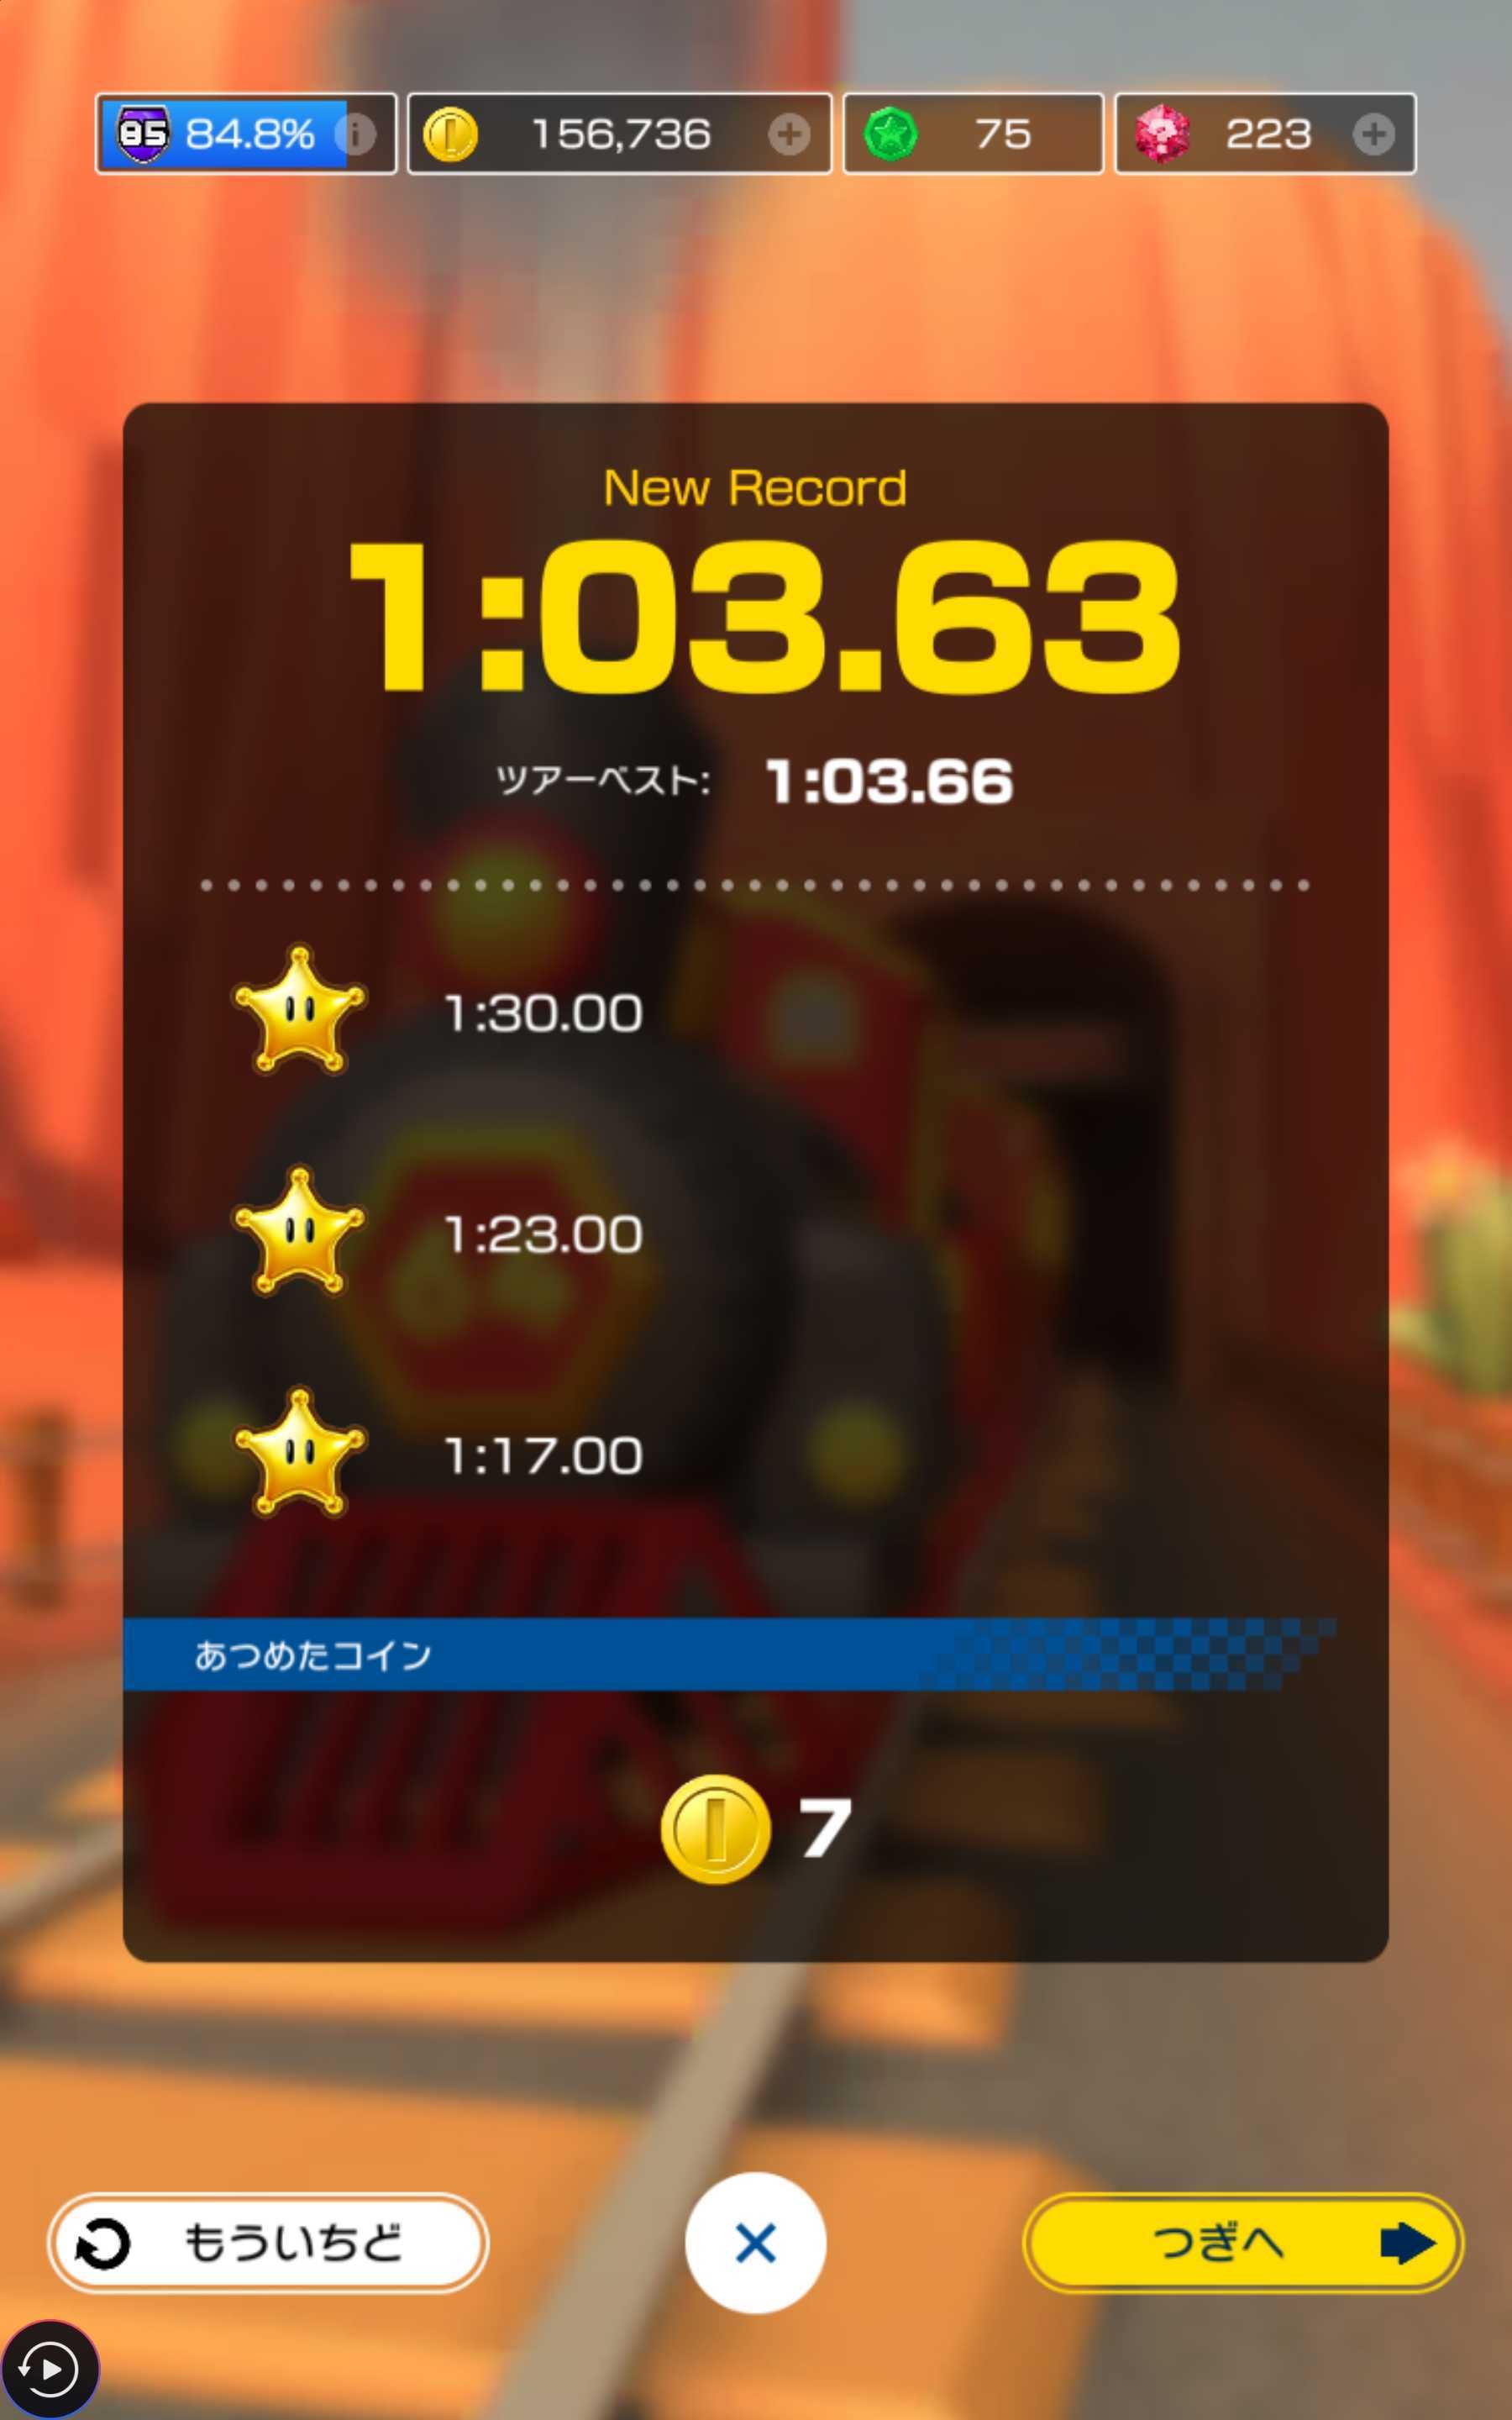 85 84.8% i 156,736 + 75 223 +
New Record
1:03.63
ツアーベスト: 1:03.66
1:30.00
1:23.00
1:17.00
あつめたコイン
7
もういちど × つぎへ